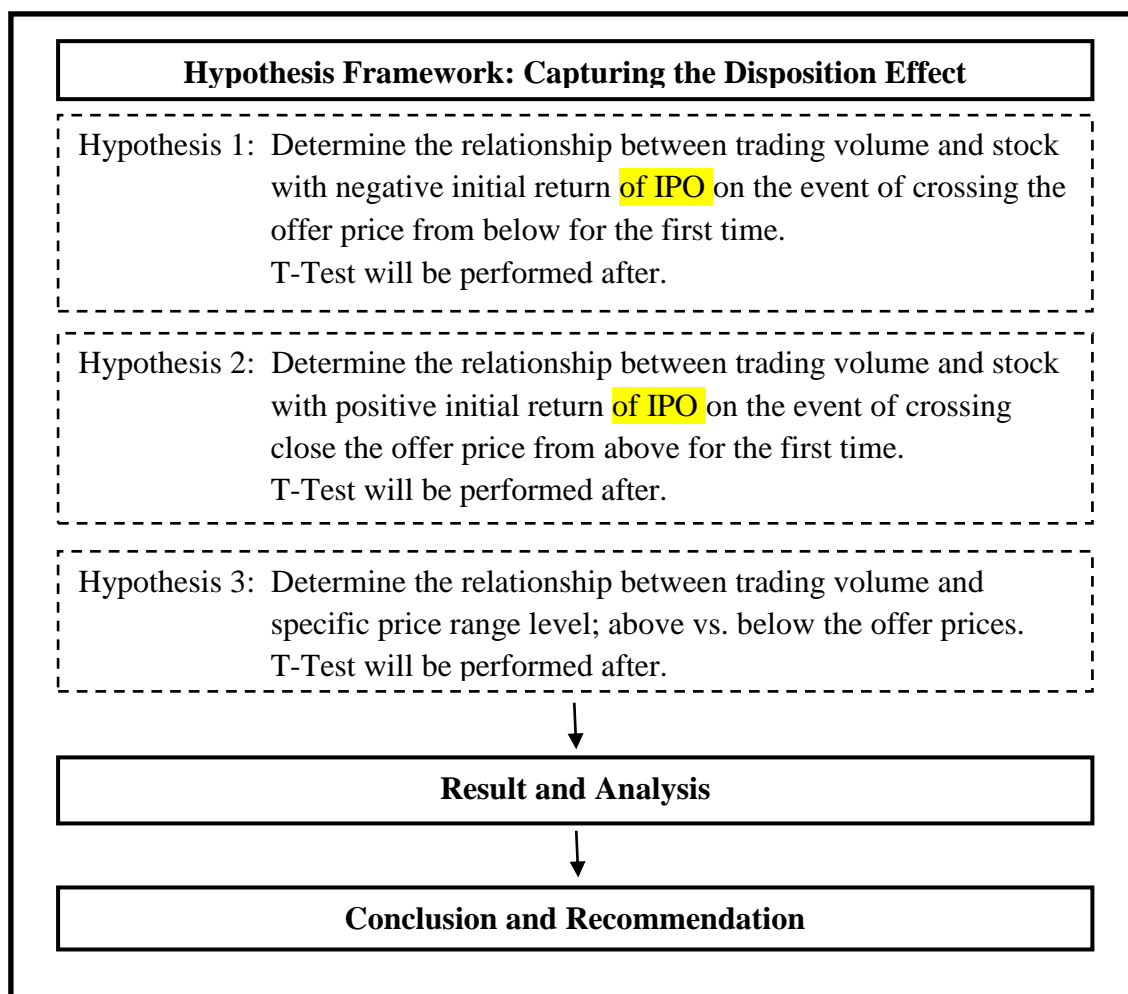 Hypothesis Framework: Capturing the Disposition Effect
Hypothesis 1: Determine the relationship between trading volume and stock
with negative initial return of IPO on the event of crossing the
offer price from below for the first time.
T-Test will be performed after.
Hypothesis 2: Determine the relationship between trading volume and stock
with positive initial return of IPO on the event of crossing
close the offer price from above for the first time.
T-Test will be performed after.
Hypothesis 3: Determine the relationship between trading volume and
specific price range level; above vs. below the offer prices.
T-Test will be performed after.
Result and Analysis
Conclusion and Recommendation